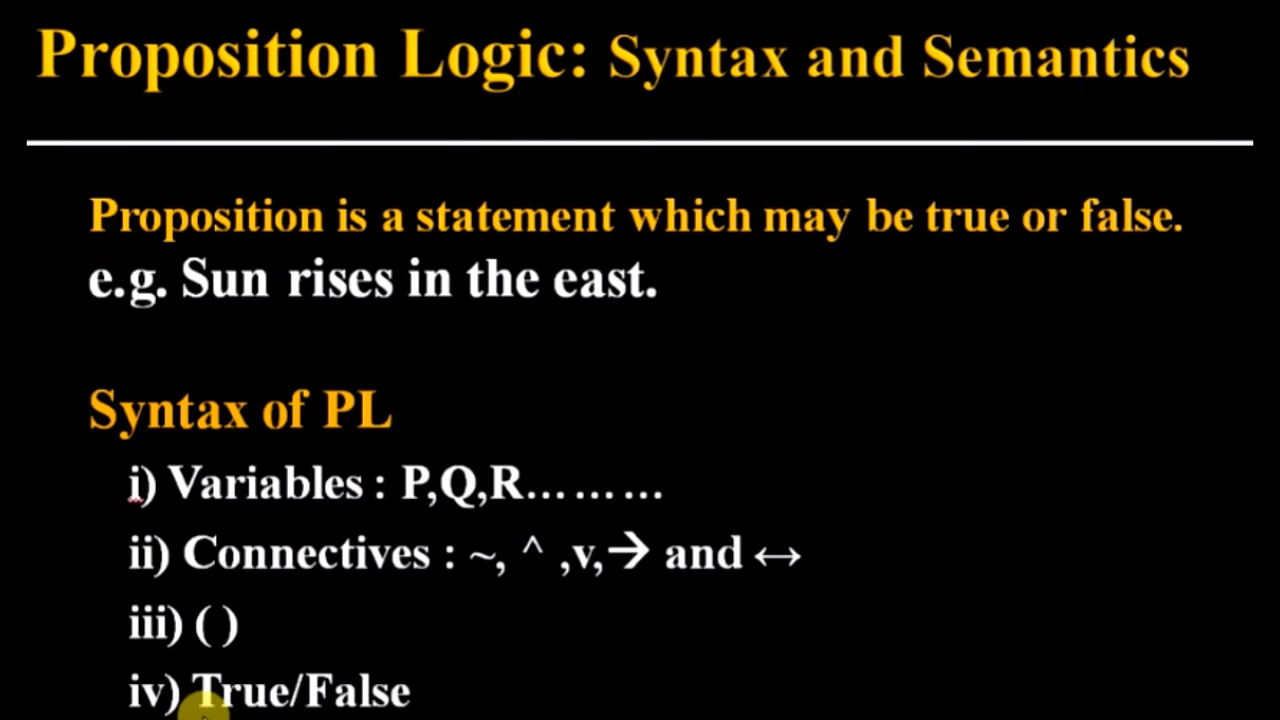 Proposition Logic: Syntax and Semantics
Proposition is a statement which may be true or false.
e.g. Sun rises in the east.
Syntax of PL
i) Variables : P,Q,R………
ii) Connectives : ~, ^ ,v,→ and ↔
iii) ( )
iv) True/False